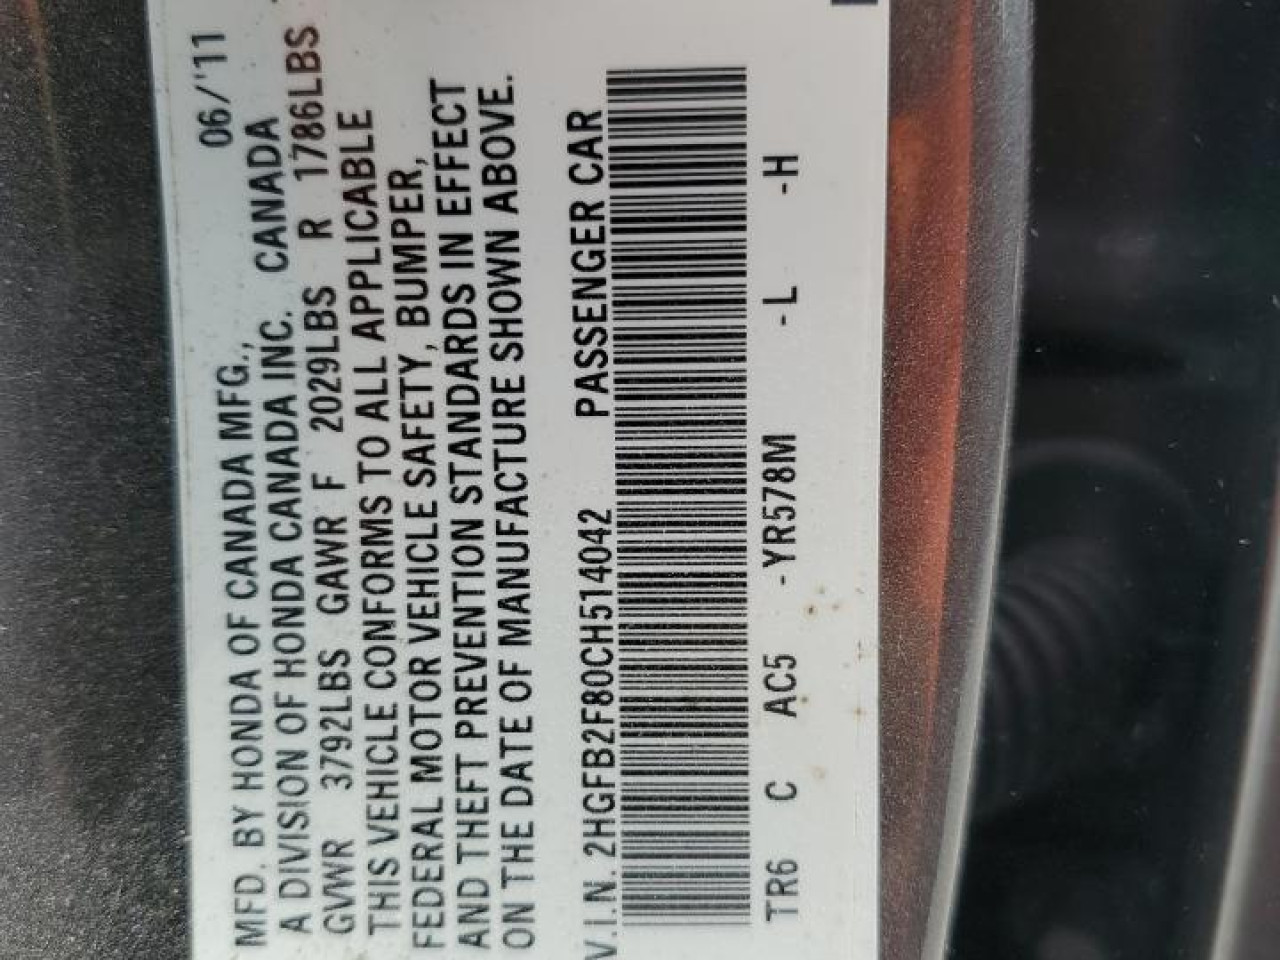 MFD. BY HONDA OF CANADA MFG., 06/'11
A DIVISION OF HONDA CANADA INC. CANADA
GVWR 3792LBS GAWR F 2029LBS R 1786LBS
THIS VEHICLE CONFORMS TO ALL APPLICABLE
FEDERAL MOTOR VEHICLE SAFETY, BUMPER,
AND THEFT PREVENTION STANDARDS IN EFFECT
ON THE DATE OF MANUFACTURE SHOWN ABOVE.
V.I.N. 2HGFB2F80CH514042 PASSENGER CAR
TR6 C AC5 -YR578M -L -H